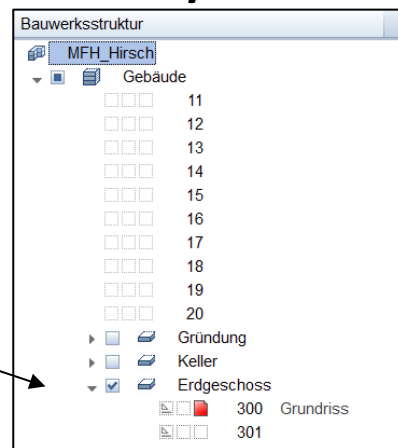 Bauwerksstruktur
MFH_Hirsch
Gebäude
11
12
13
14
15
16
17
18
19
20
Gründung
Keller
Erdgeschoss
300 Grundriss
301